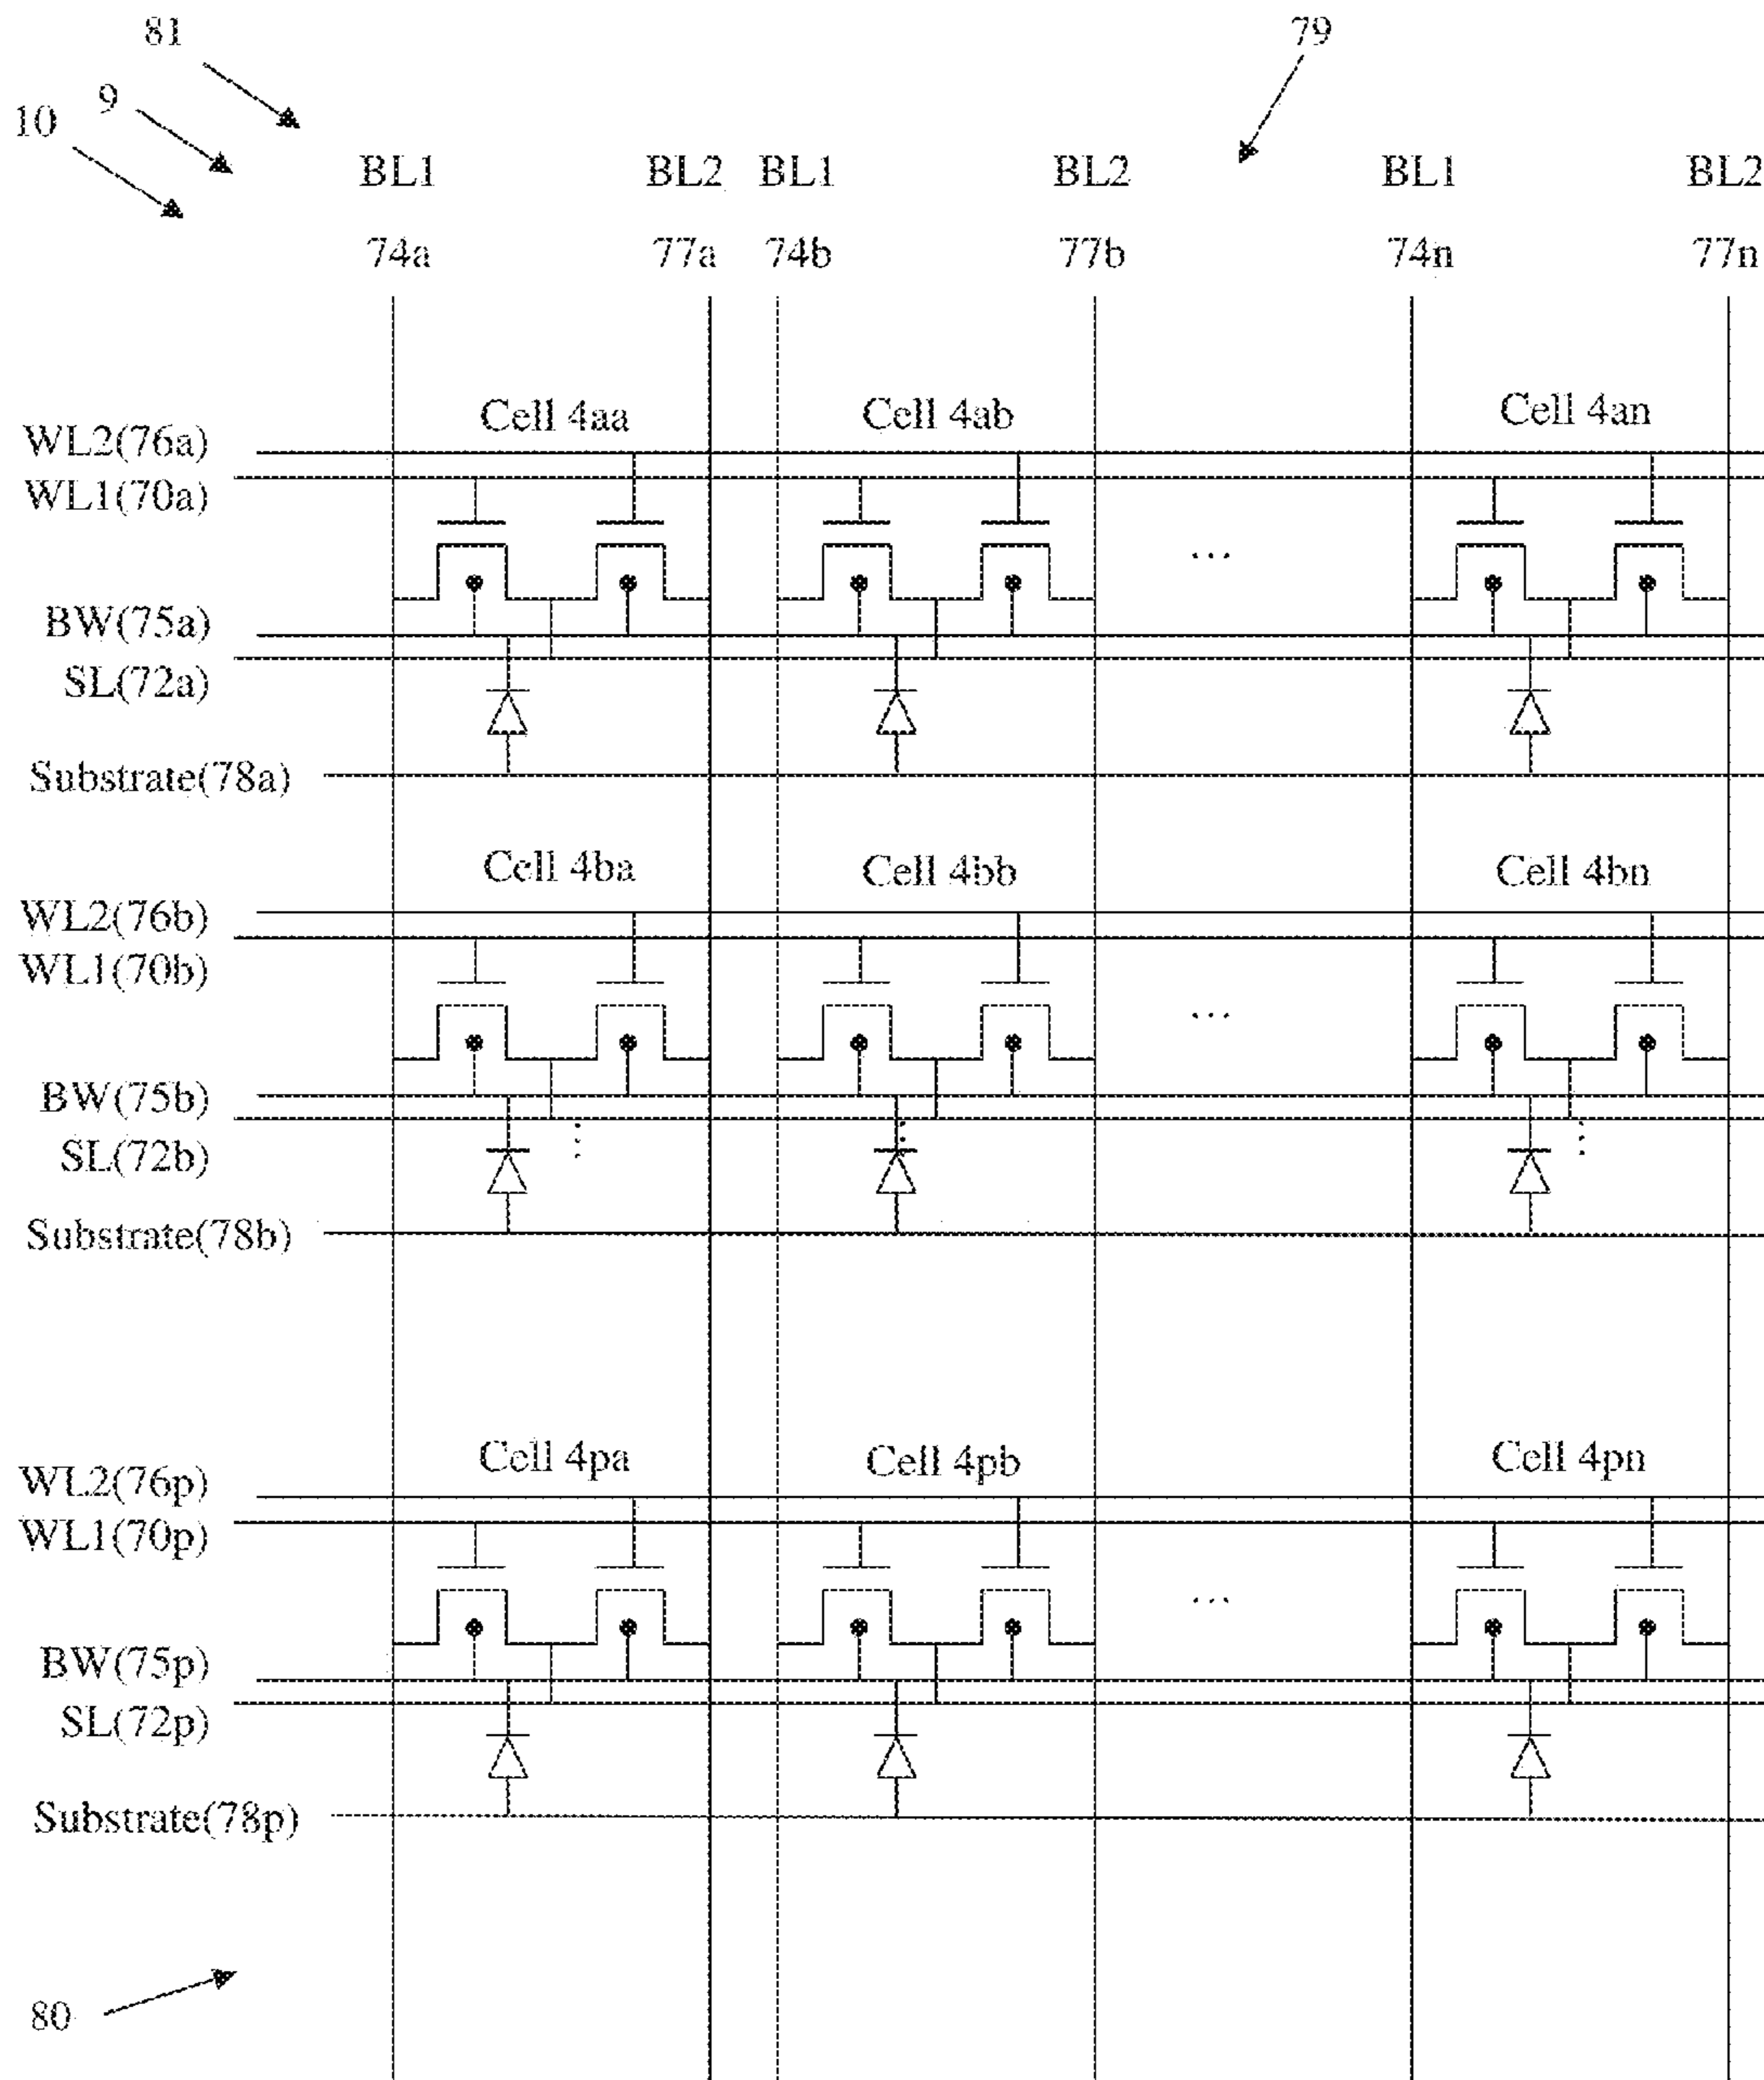 81
79
9
10
BL1 BL2 BL1 BL2 BL1 BL2
74a 77a 74b 77b 74n 77n
Cell 4aa Cell 4ab Cell 4an
WL2(76a)
WL1(70a)
...
BW(75a)
SL(72a)
Substrate(78a)
Cell 4ba Cell 4bb Cell 4bn
WL2(76b)
WL1(70b)
...
BW(75b)
SL(72b)
Substrate(78b)
Cell 4pa Cell 4pb Cell 4pn
WL2(76p)
WL1(70p)
...
BW(75p)
SL(72p)
Substrate(78p)
80